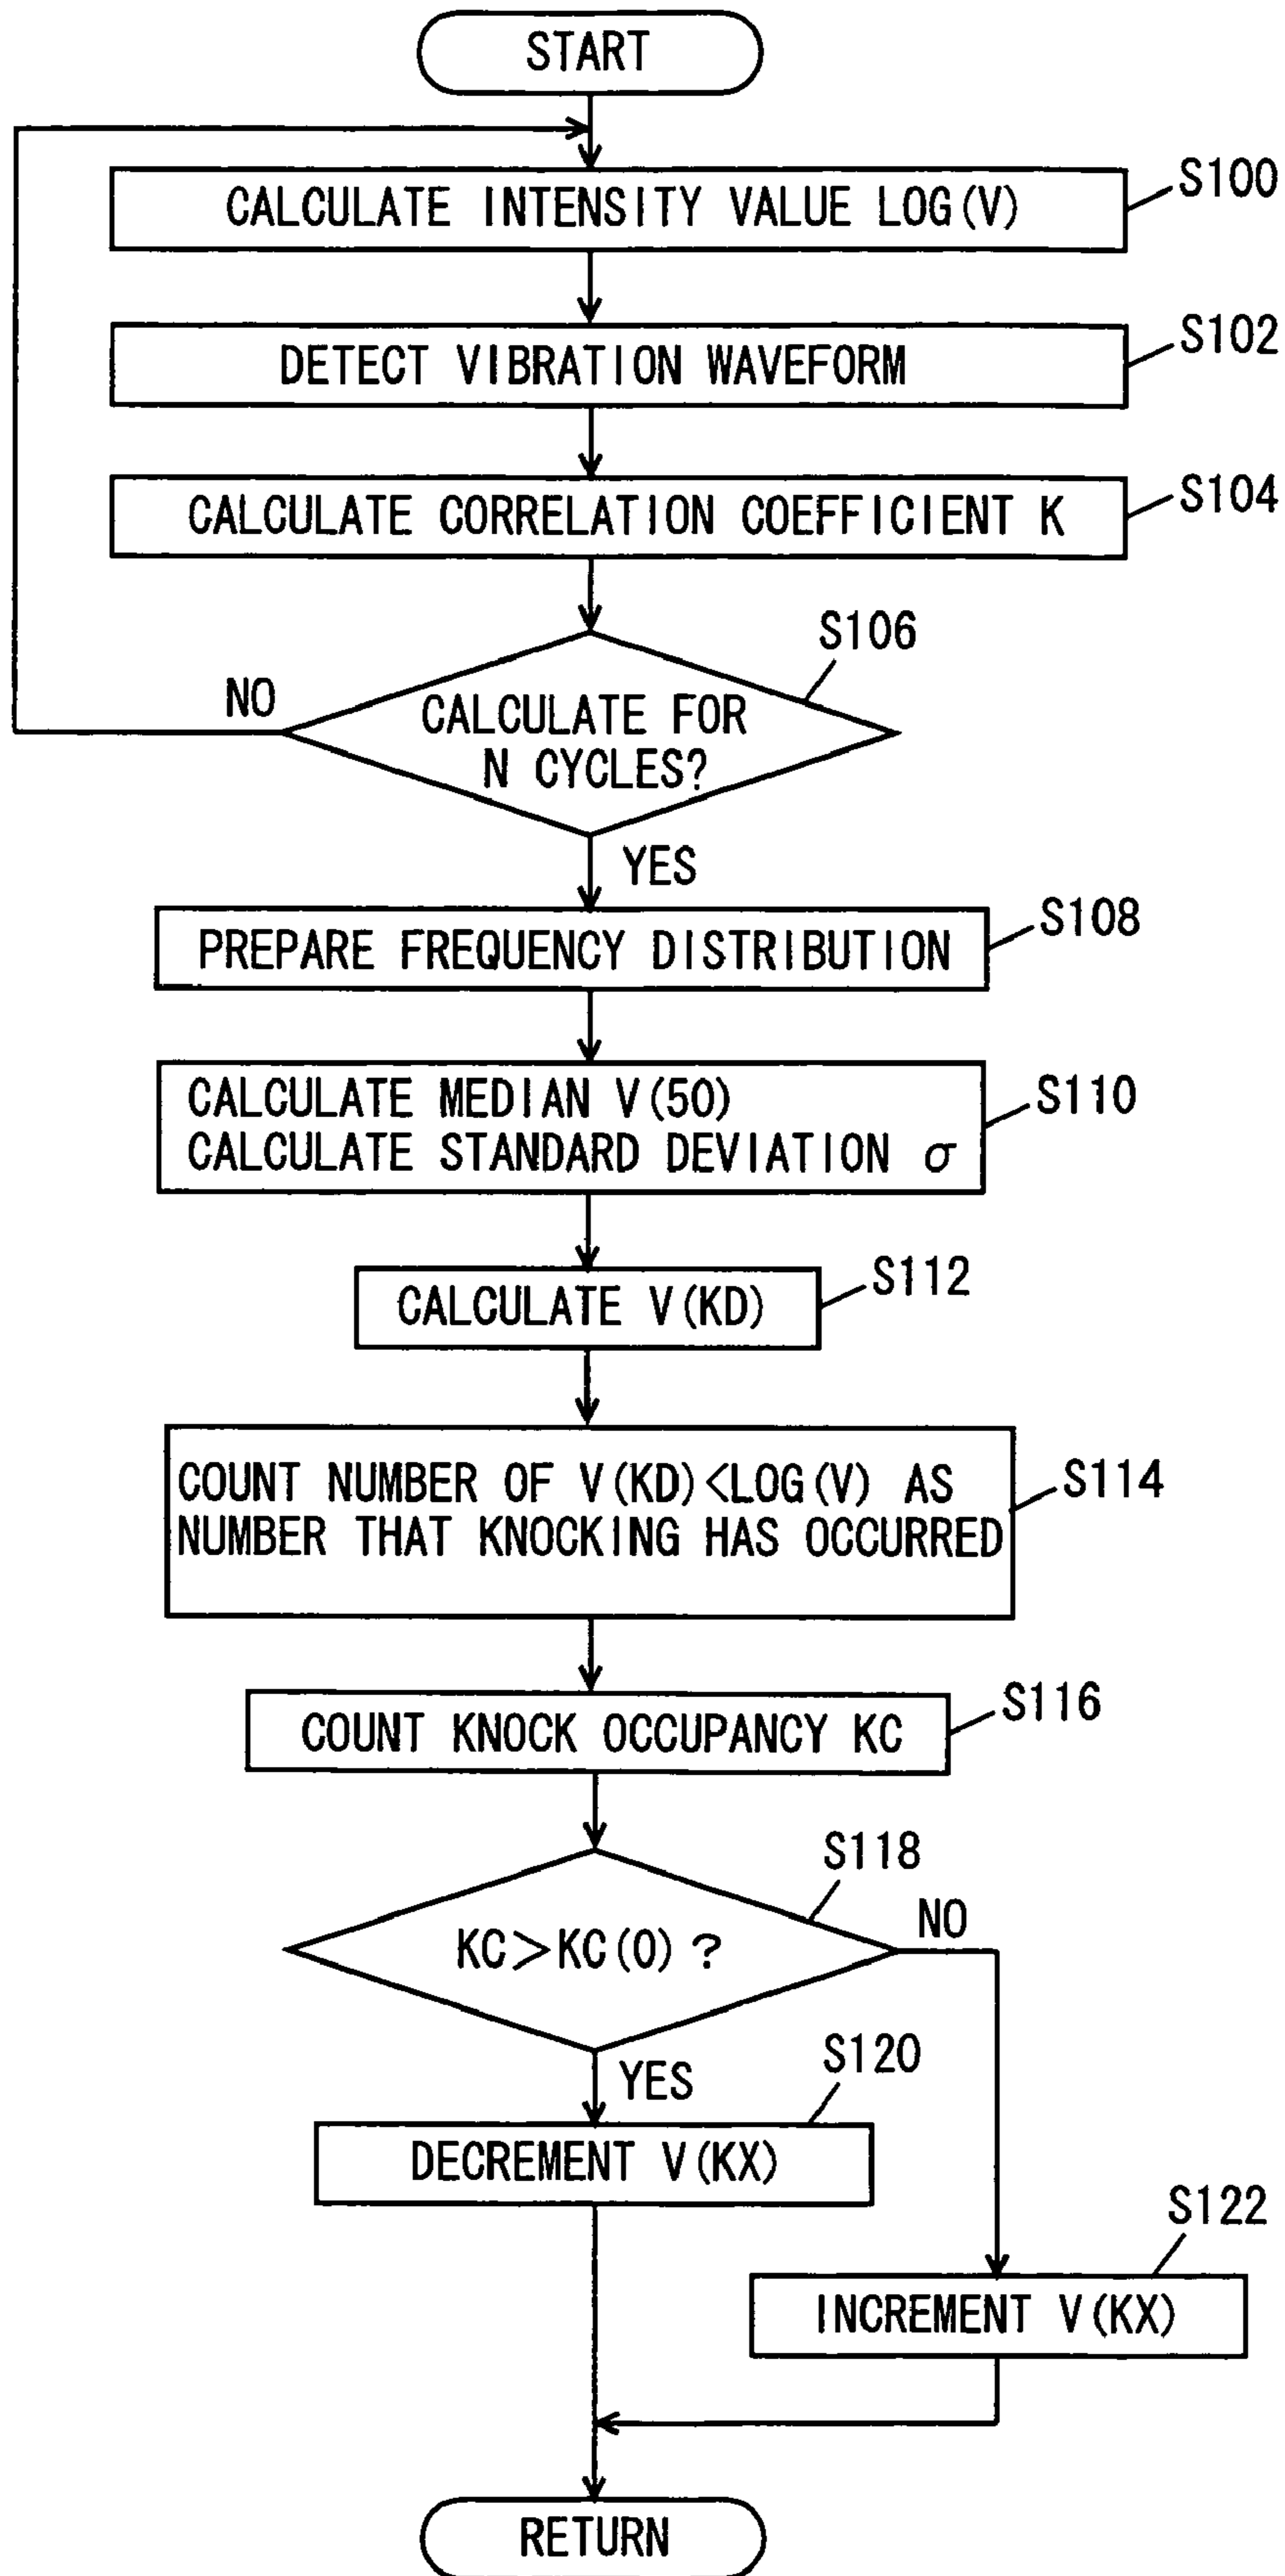 START
CALCULATE INTENSITY VALUE LOG(V)
S100
DETECT VIBRATION WAVEFORM
S102
CALCULATE CORRELATION COEFFICIENT K
S104
S106
NO
CALCULATE FOR
N CYCLES?
YES
PREPARE FREQUENCY DISTRIBUTION
S108
CALCULATE MEDIAN V(50)
CALCULATE STANDARD DEVIATION σ
S110
CALCULATE V(KD)
S112
COUNT NUMBER OF V(KD)<LOG(V) AS
NUMBER THAT KNOCKING HAS OCCURRED
S114
COUNT KNOCK OCCUPANCY KC
S116
S118
KC>KC(0) ?
NO
YES
S120
DECREMENT V(KX)
S122
INCREMENT V(KX)
RETURN